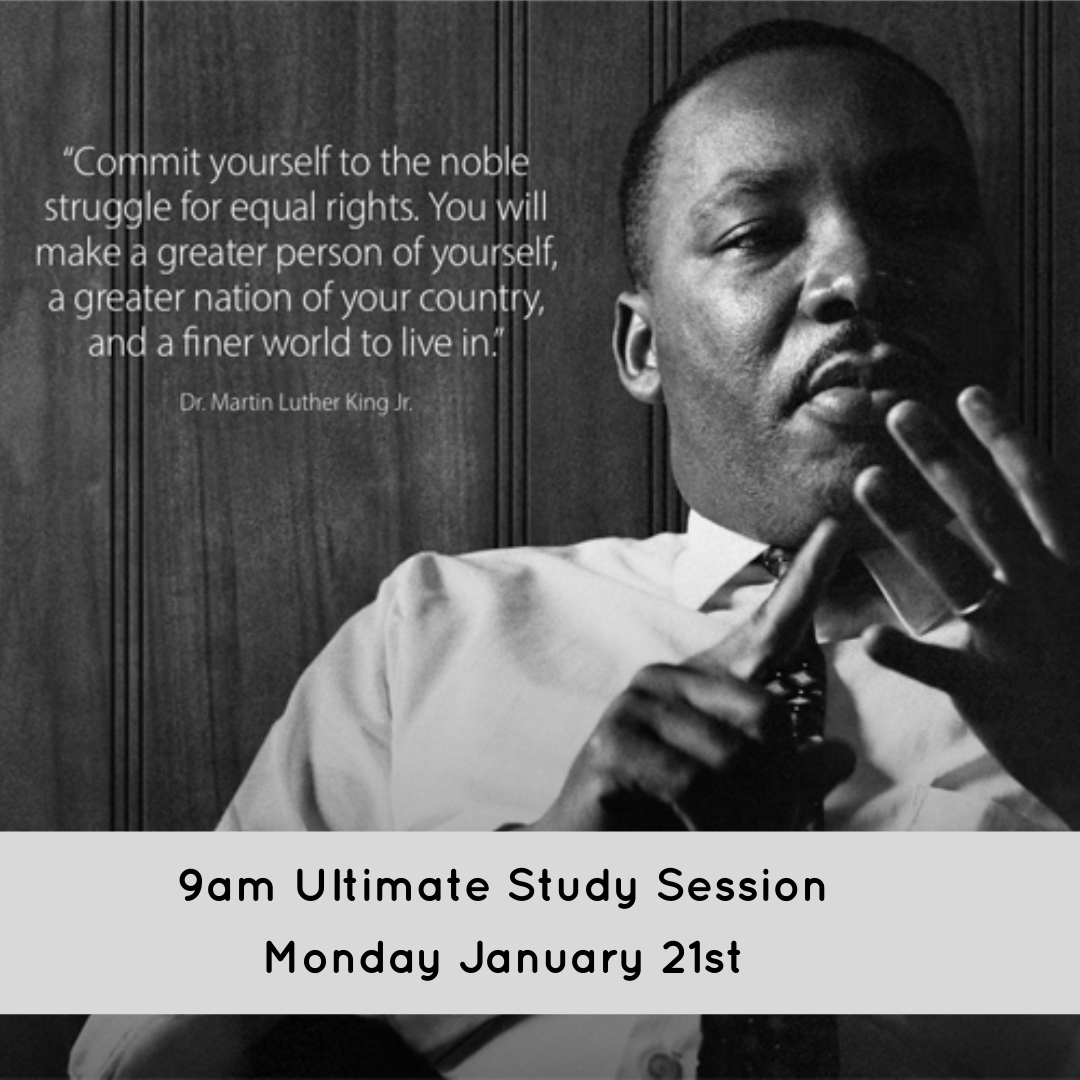 “Commit yourself to the noble
struggle for equal rights. You will
make a greater person of yourself,
a greater nation of your country,
and a finer world to live in.”
Dr. Martin Luther King Jr.
9am Ultimate Study Session
Monday January 21st